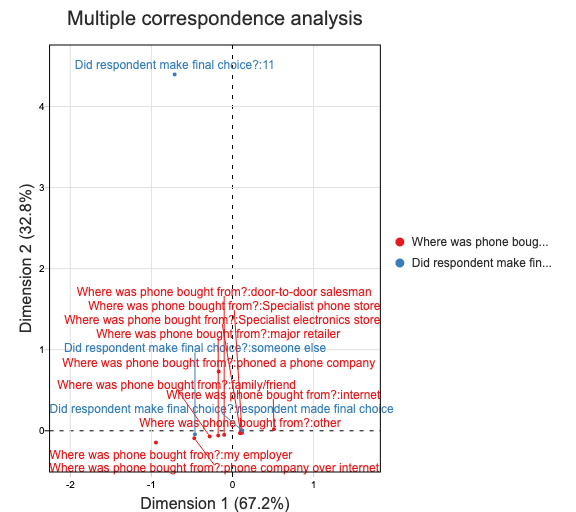 Multiple correspondence analysis
Did respondent make final choice?:11
4
3
2
1
0
Dimension 2 (32.8%)
Where was phone bought from?:door-to-door salesman
Where was phone bought from?:Specialist phone store
Where was phone bought from?:Specialist electronics store
Where was phone bought from?:major retailer
Did respondent make final choice?:someone else
Where was phone bought from?:phoned a phone company
Where was phone bought from?:family/friend
Where was phone bought from?:internet
Did respondent make final choice?:respondent made final choice
Where was phone bought from?:other
Where was phone bought from?:my employer
Where was phone bought from?:phone company over internet
-2
-1
0
1
Dimension 1 (67.2%)
Where was phone boug...
Did respondent make fin...